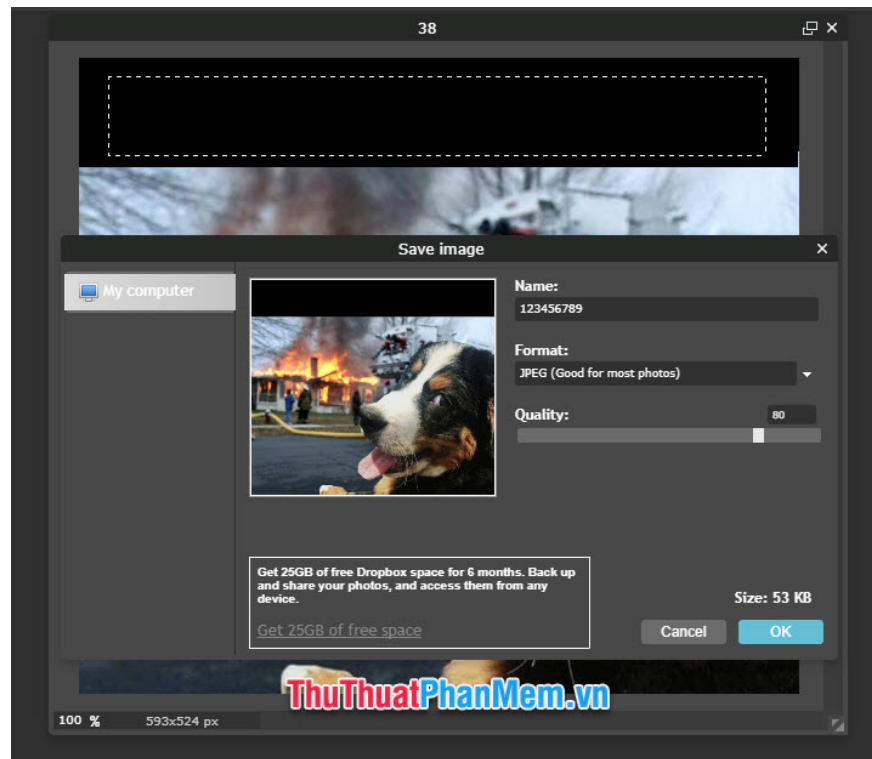 38
Save image
My computer
Name:
123456789
Format:
JPEG (Good for most photos)
Quality:
80
Get 25GB of free Dropbox space for 6 months. Back up
and share your photos, and access them from any
device.
Get 25GB of free space
Size: 53 KB
Cancel
OK
ThuThuatPhanMem.vn
100 %
593x524 px